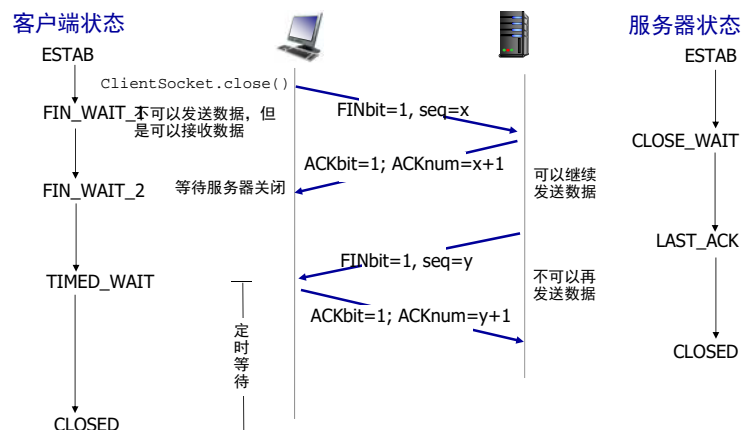 客户端状态
服务器状态
ESTAB
ESTAB
ClientSocket.close()
FINbit=1, seq=x
FIN_WAIT_1
不可以发送数据，但
是可以接收数据
CLOSE_WAIT
ACKbit=1; ACKnum=x+1
可以继续
发送数据
FIN_WAIT_2
等待服务器关闭
LAST_ACK
FINbit=1, seq=y
TIMED_WAIT
不可以再
发送数据
ACKbit=1; ACKnum=y+1
定
时
等
待
CLOSED
CLOSED